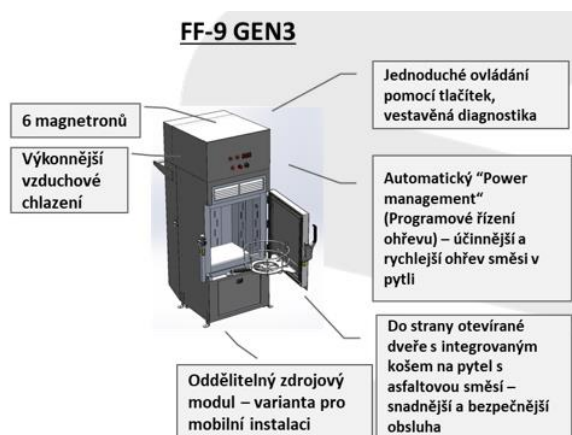 FF-9 GEN3
6 magnetronů
Výkonnější
vzduchové
chlazení
Jednoduché ovládání
pomocí tlačítek,
vestavěná diagnostika
Automatický “Power
management“
(Programové řízení
ohřevu) – účinnější a
rychlejší ohřev směsi v
pytli
Do strany otevírané
dveře s integrovaným
košem na pytel s
asfaltovou směsí –
snadnější a bezpečnější
obsluha
Oddělitelný zdrojový
modul – varianta pro
mobilní instalaci